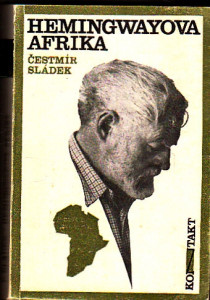 HEMINGWAYOVA
AFRIKA
ČESTMÍR
SLÁDEK
KONTAKT